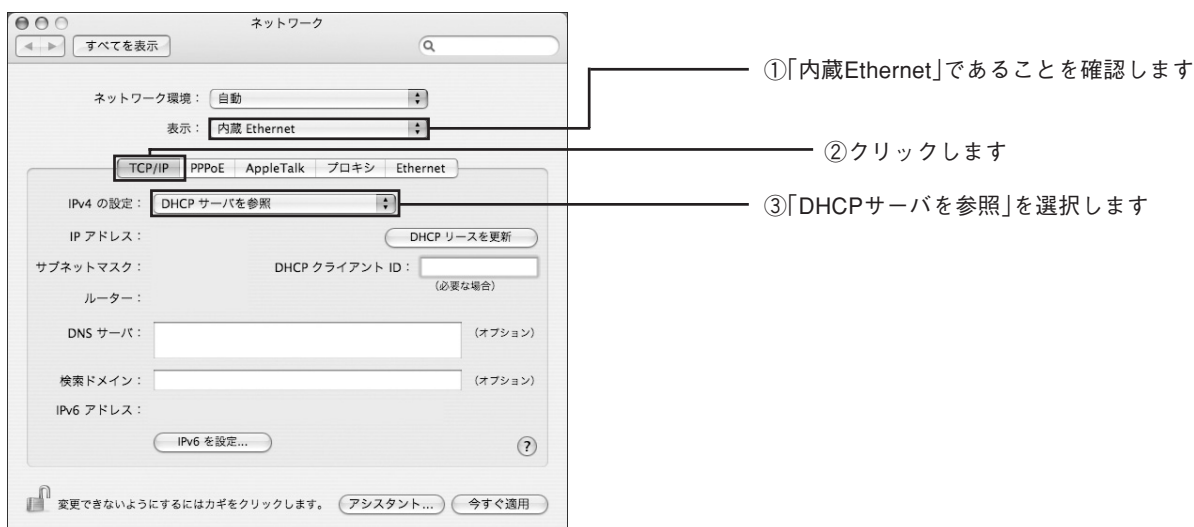 ネットワーク
すべてを表示
ネットワーク環境： 自動
表示： 内蔵 Ethernet
TCP/IP PPPoE AppleTalk プロキシ Ethernet
IPv4 の設定： DHCP サーバを参照
IP アドレス： DHCP リースを更新
サブネットマスク： DHCP クライアント ID：
（必要な場合）
ルーター：
DNS サーバ： （オプション）
検索ドメイン： （オプション）
IPv6 アドレス：
IPv6 を設定...
?
変更できないようにするにはカギをクリックします。 アシスタント... 今すぐ適用
①「内蔵Ethernet」であることを確認します
②クリックします
③「DHCPサーバを参照」を選択します